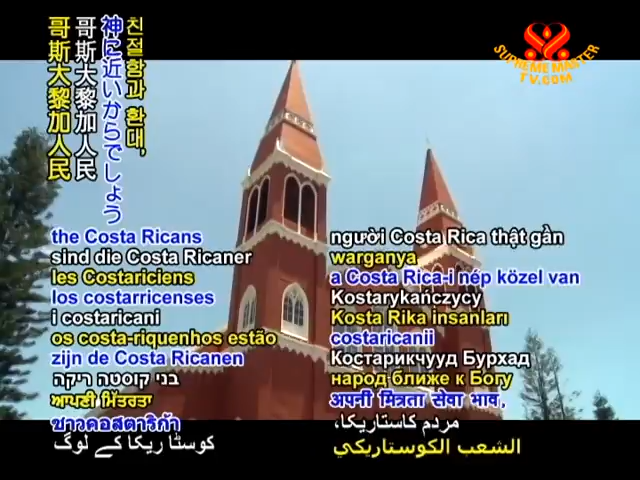 친절함과 환대,
神に近いからでしょう
哥斯大黎加人民
哥斯大黎加人民
SUPREME MASTER
TV.COM
the Costa Ricans
sind die Costa Ricaner
les Costariciens
los costarricenses
i costaricani
os costa-riquenhos estão
zijn de Costa Ricanen
בני קוסטה ריקה
ਆਪਣੀ ਮਿੱਤਰਤਾ
ชาวคอสตาริก้า
کوسٹا ریکا کے لوگ
người Costa Rica thật gần
warganya
a Costa Rica-i nép közel van
Kostarykańczycy
Kosta Rika insanları
costaricanii
Костарикчууд Бурхад
народ ближе к Богу
अपनी मित्रता सेवा भाव,
مردم کاستاریکا،
الشعب الكوستاريكي